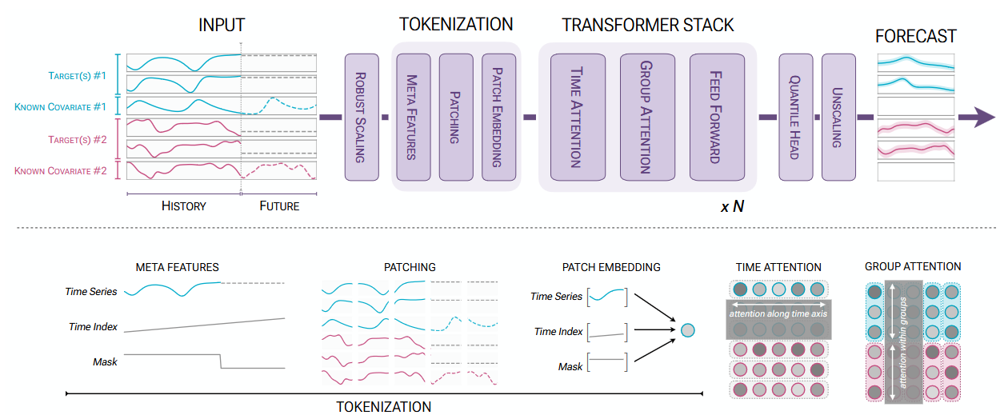 INPUT
TOKENIZATION
TRANSFORMER STACK
FORECAST
TARGET(S) #1
KNOWN COVARIATE #1
TARGET(S) #2
KNOWN COVARIATE #2
HISTORY
FUTURE
ROBUST SCALING
META FEATURES
PATCHING
PATCH EMBEDDING
TIME ATTENTION
GROUP ATTENTION
FEED FORWARD
x N
QUANTILE HEAD
UNSCALING
META FEATURES
Time Series
Time Index
Mask
PATCHING
PATCH EMBEDDING
Time Series
Time Index
Mask
TOKENIZATION
TIME ATTENTION
attention along time axis
GROUP ATTENTION
attention within groups